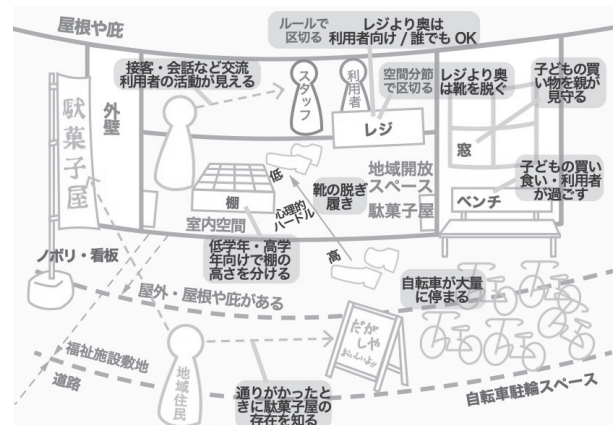 屋根や庇
ルールで
区切る
レジより奥は
利用者向け / 誰でも OK
接客・会話など交流
利用者の活動が見える
スタッフ
利用者
空間分節
で区切る
レジより奥
は靴を脱ぐ
子どもの買
い物を親が
見守る
外壁
駄菓子屋
レジ
窓
低
靴の脱ぎ
履き
地域開放
スペース
駄菓子屋
子どもの買い
食い・利用者
が過ごす
棚
心理的
ハードル
ベンチ
室内空間
低学年・高学
年向けで棚の
高さを分ける
高
ノボリ・看板
屋外・屋根や庇がある
自転車が大量
に停まる
だが
しや
おいしいよ!!
福祉施設敷地
道路
地域住民
通りがかったと
きに駄菓子屋の
存在を知る
自転車駐輪スペース